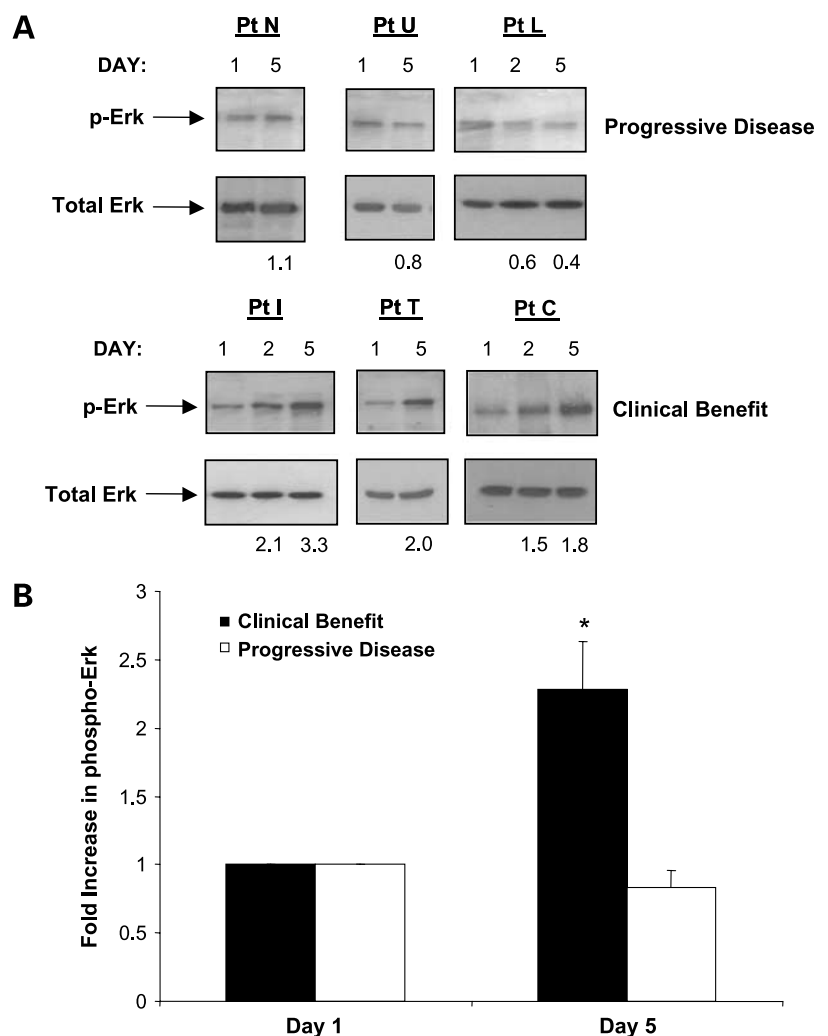 A
Pt N Pt U Pt L
DAY: 1 5 1 5 1 2 5
p-Erk Progressive Disease
Total Erk
1.1 0.8 0.6 0.4
Pt I Pt T Pt C
DAY: 1 2 5 1 5 1 2 5
p-Erk Clinical Benefit
Total Erk
2.1 3.3 2.0 1.5 1.8
B
Fold Increase in phospho-Erk
3
2.5
2
1.5
1
0.5
0
■ Clinical Benefit
□ Progressive Disease
*
Day 1 Day 5